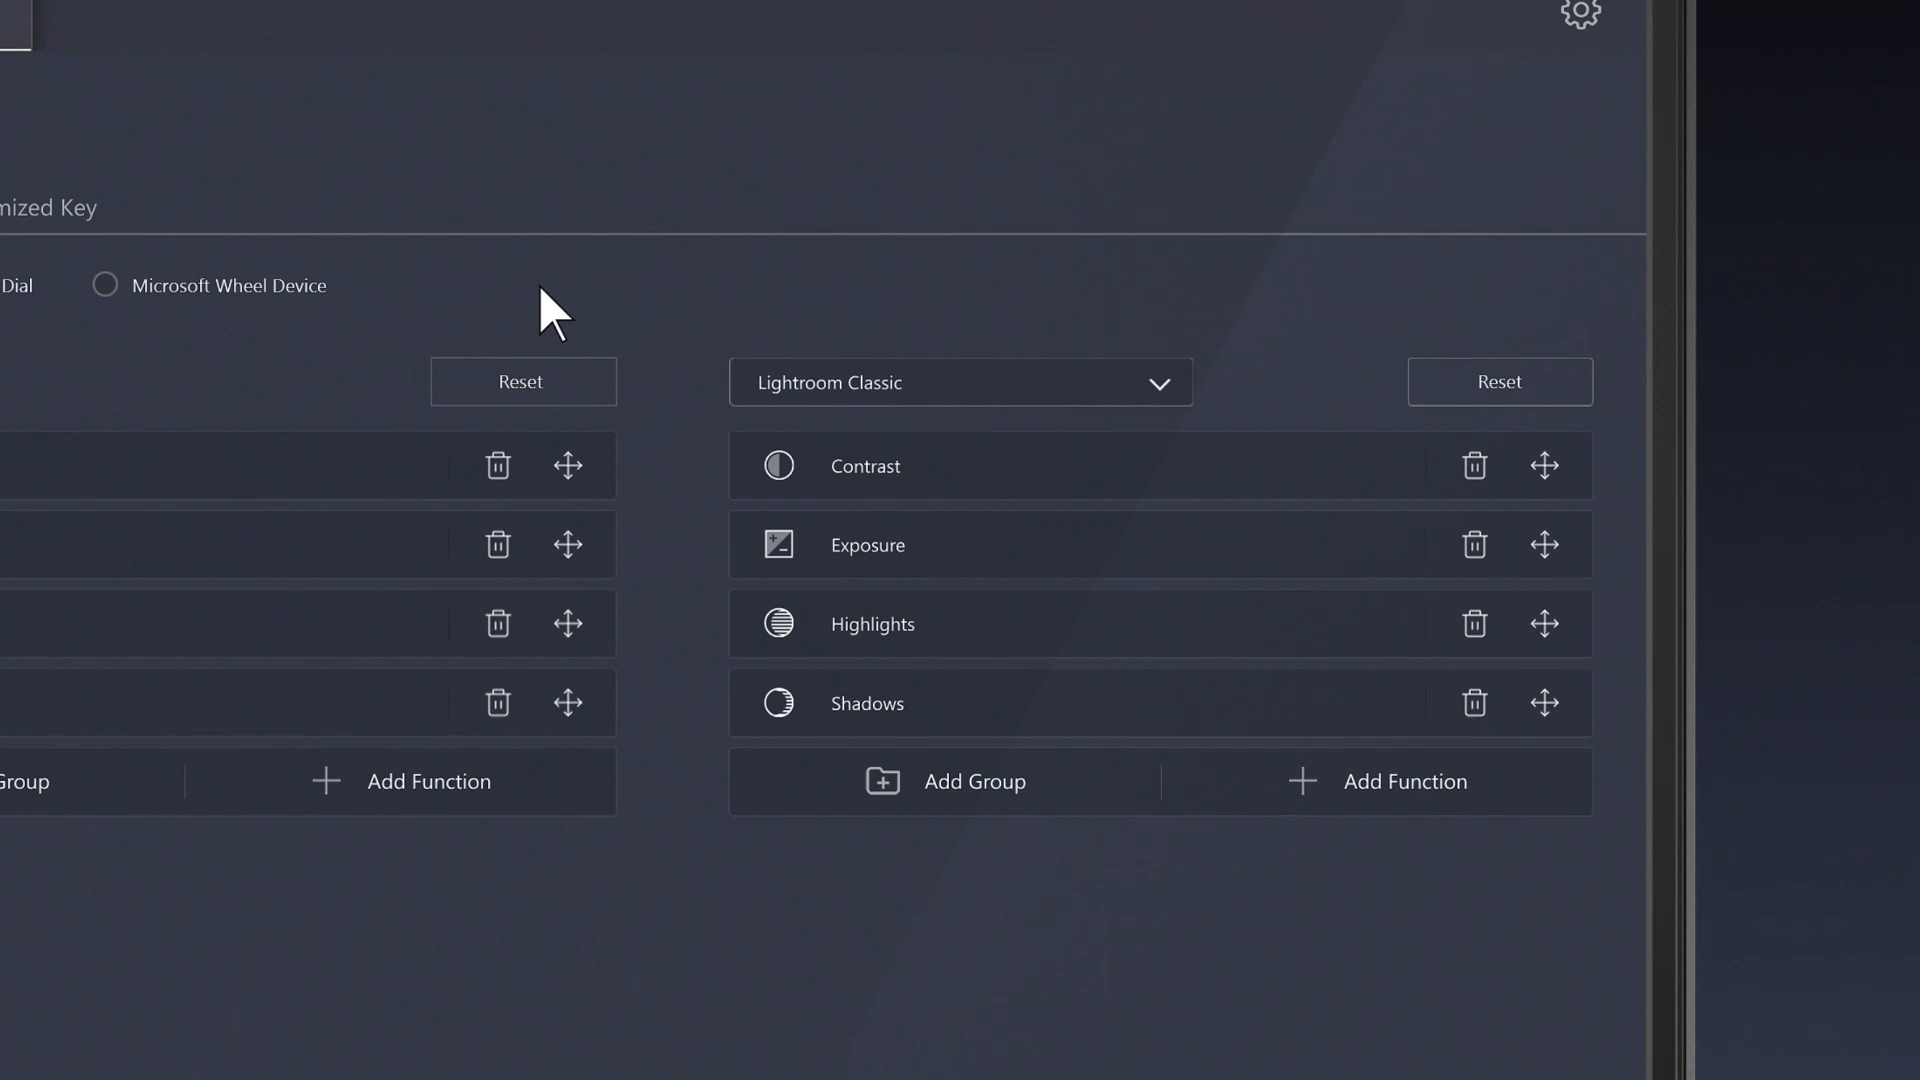 mized Key
Dial
Microsoft Wheel Device
Reset
Lightroom Classic
Reset
Contrast
Exposure
Highlights
Shadows
Group
Add Function
Add Group
Add Function